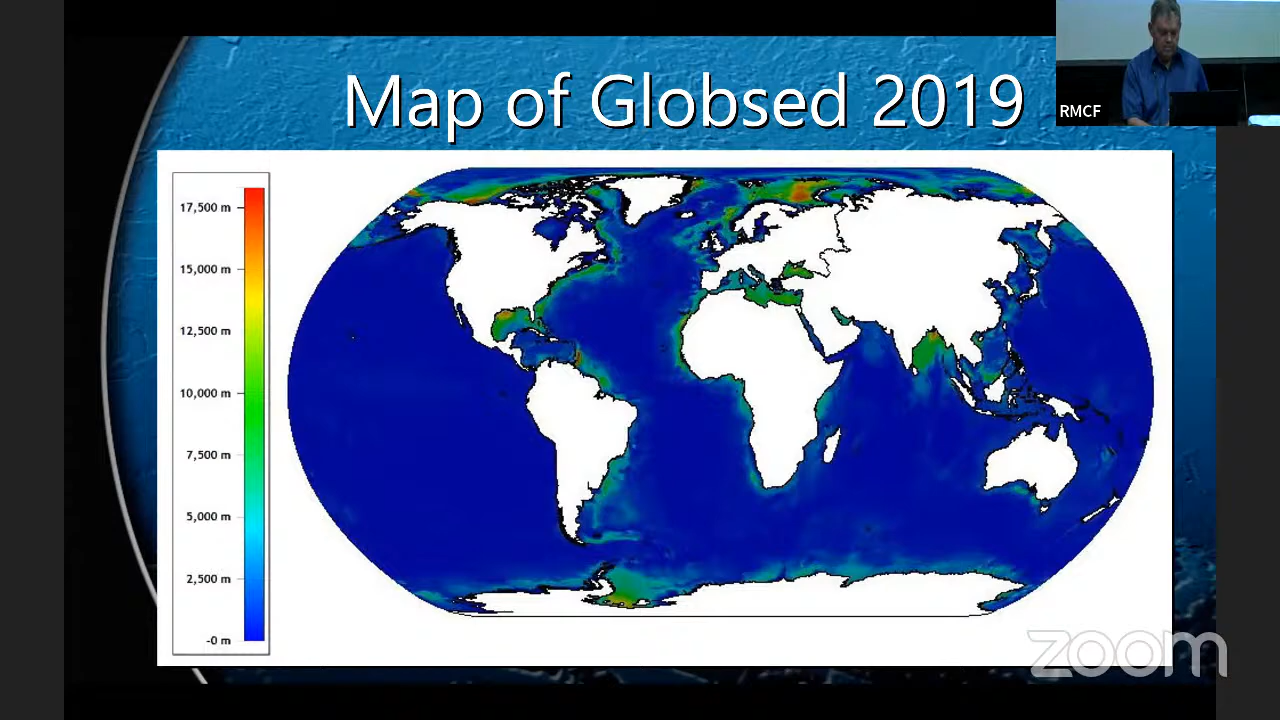 Map of Globsed 2019
RMCF
17,500 m
15,000 m
12,500 m
10,000 m
7,500 m
5,000 m
2,500 m
-0 m
zoom